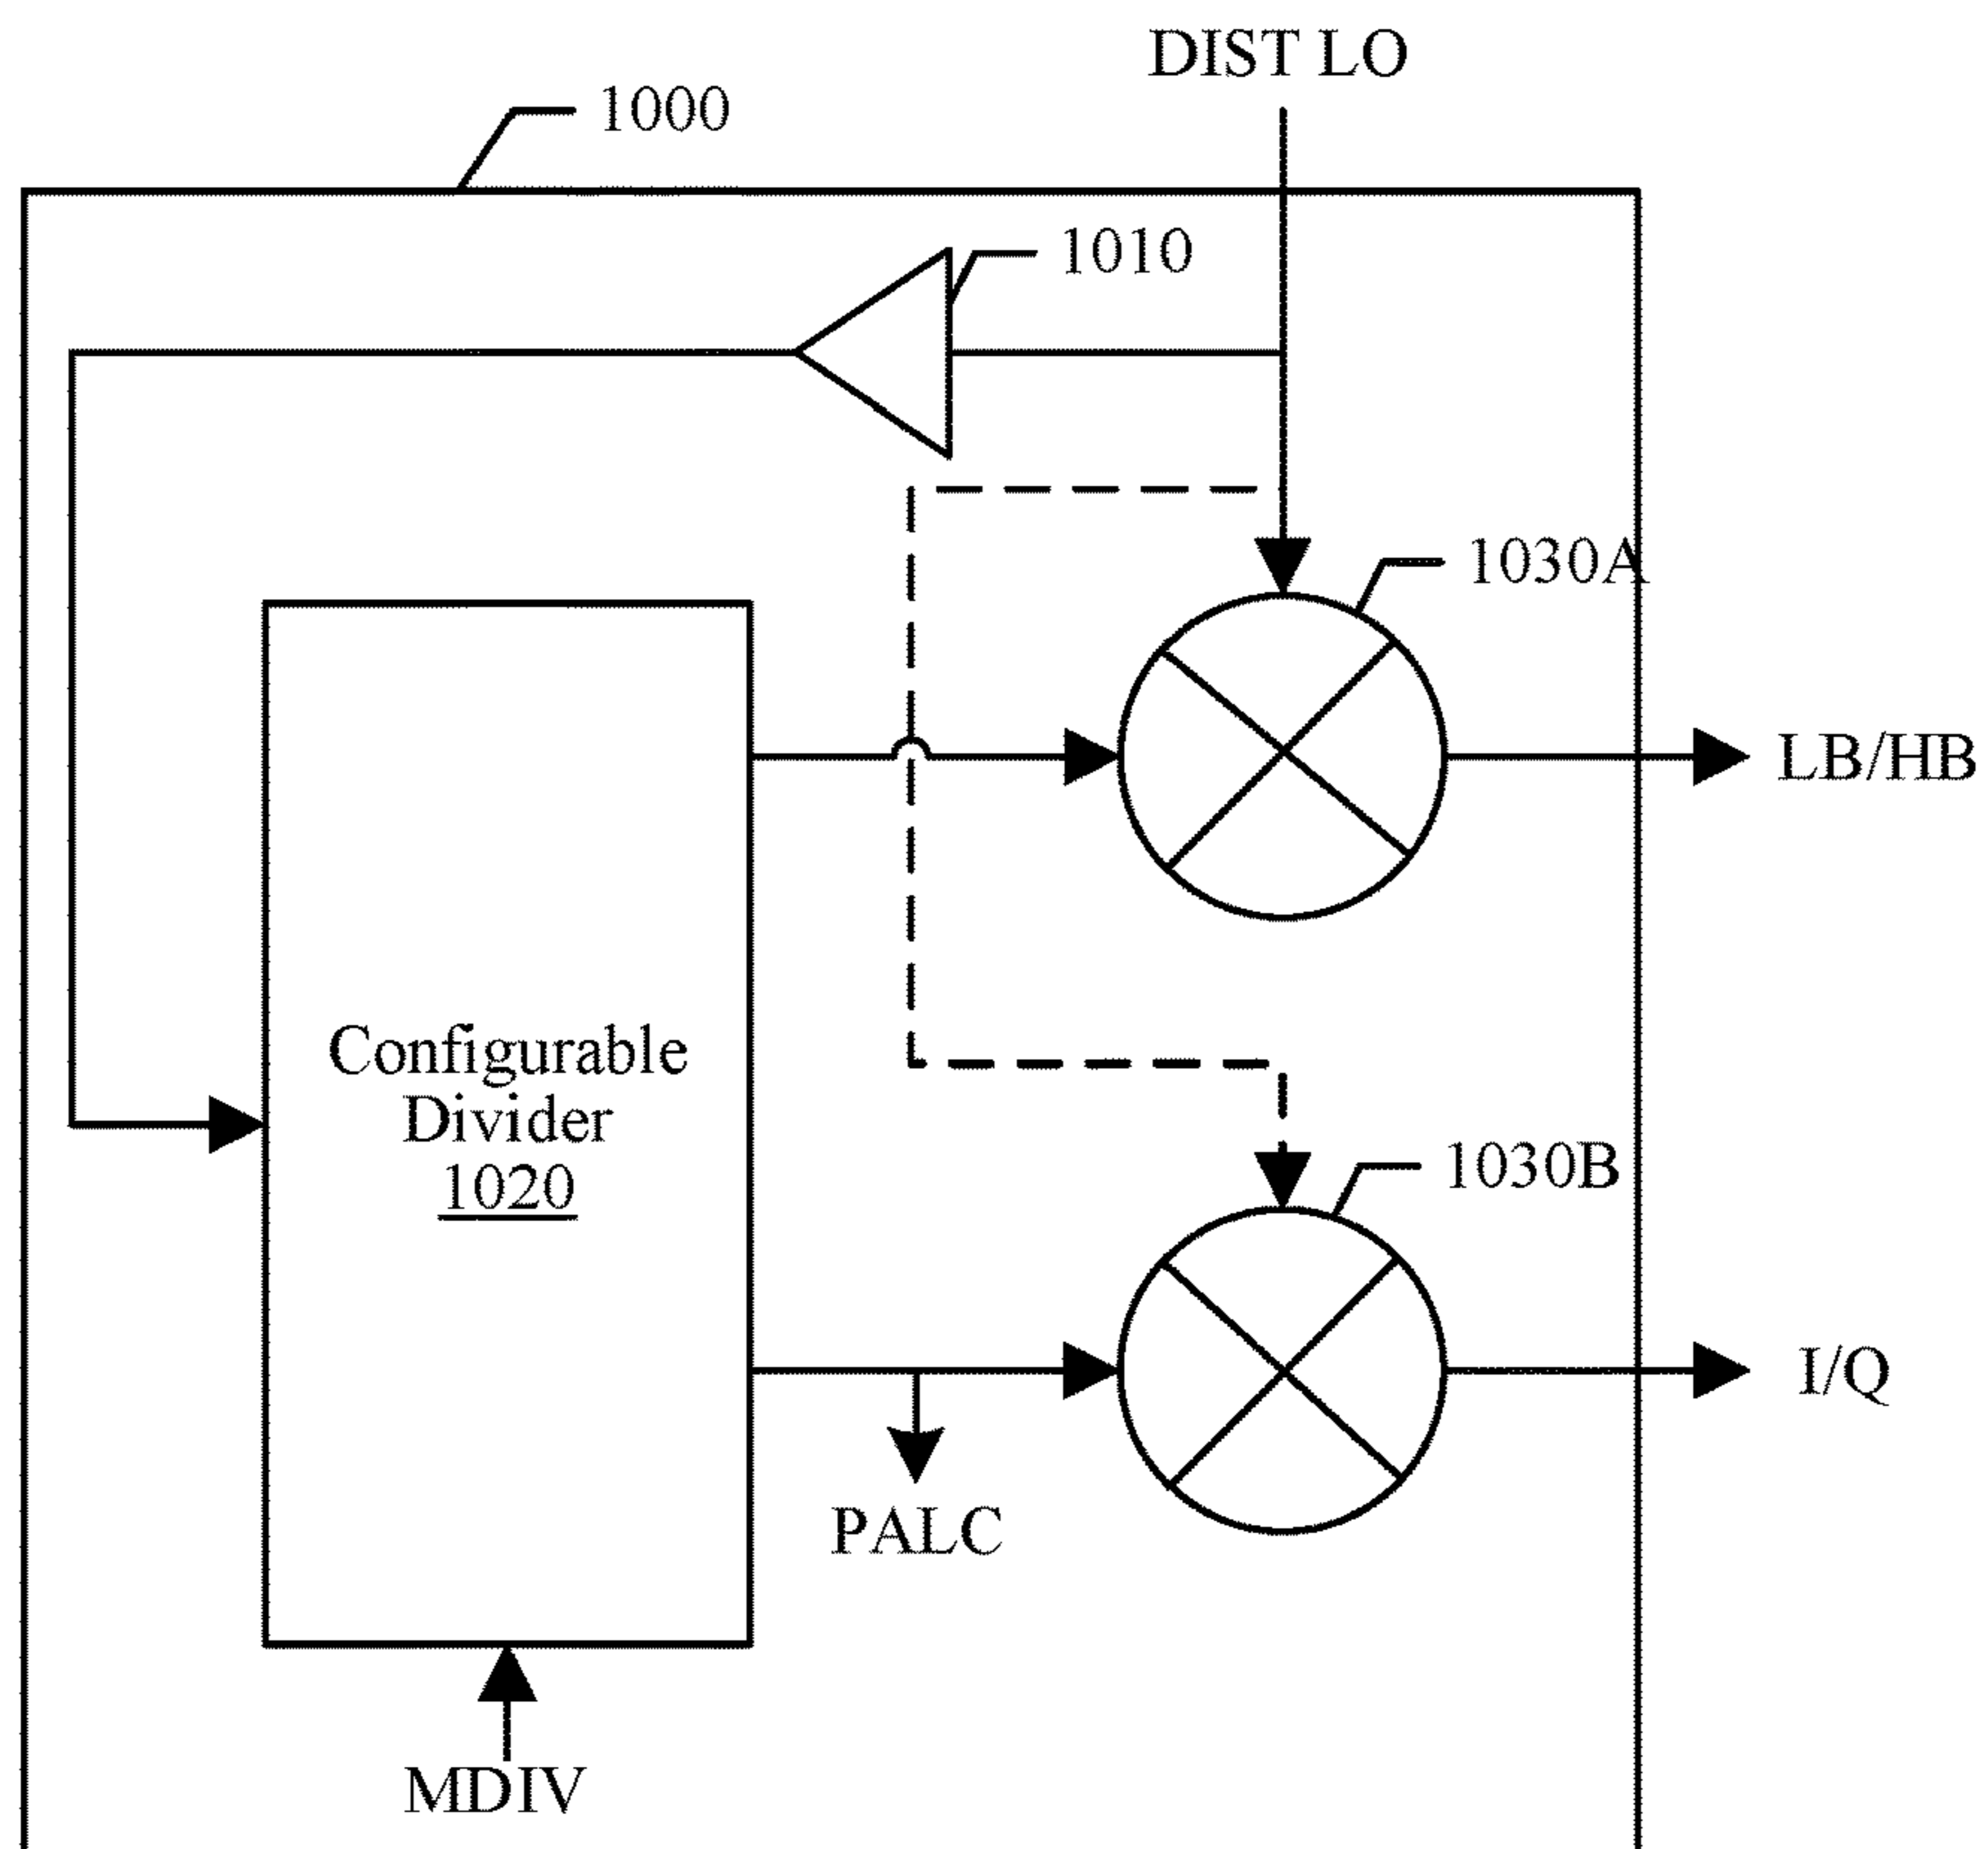 DIST LO
1000
1010
1030A
LB/HB
Configurable
Divider
1020
1030B
I/Q
PALC
MDIV